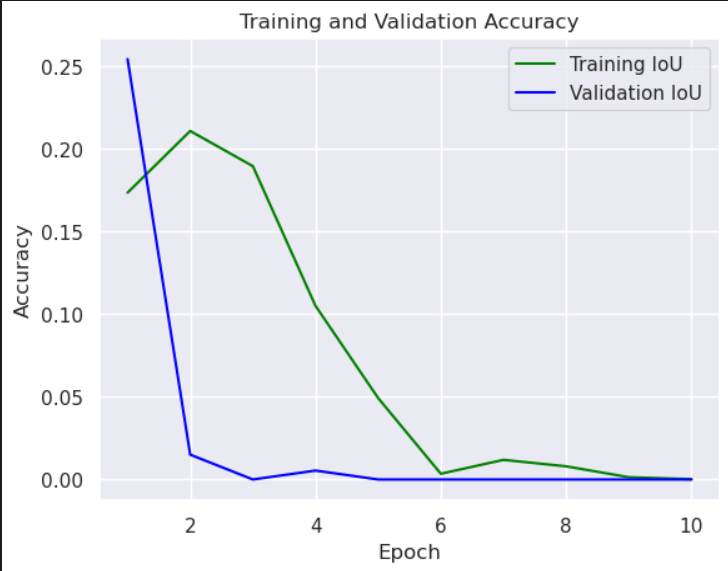 Training and Validation Accuracy
Training IoU
Validation IoU
0.25
0.20
0.15
0.10
0.05
0.00
Accuracy
2 4 6 8 10
Epoch